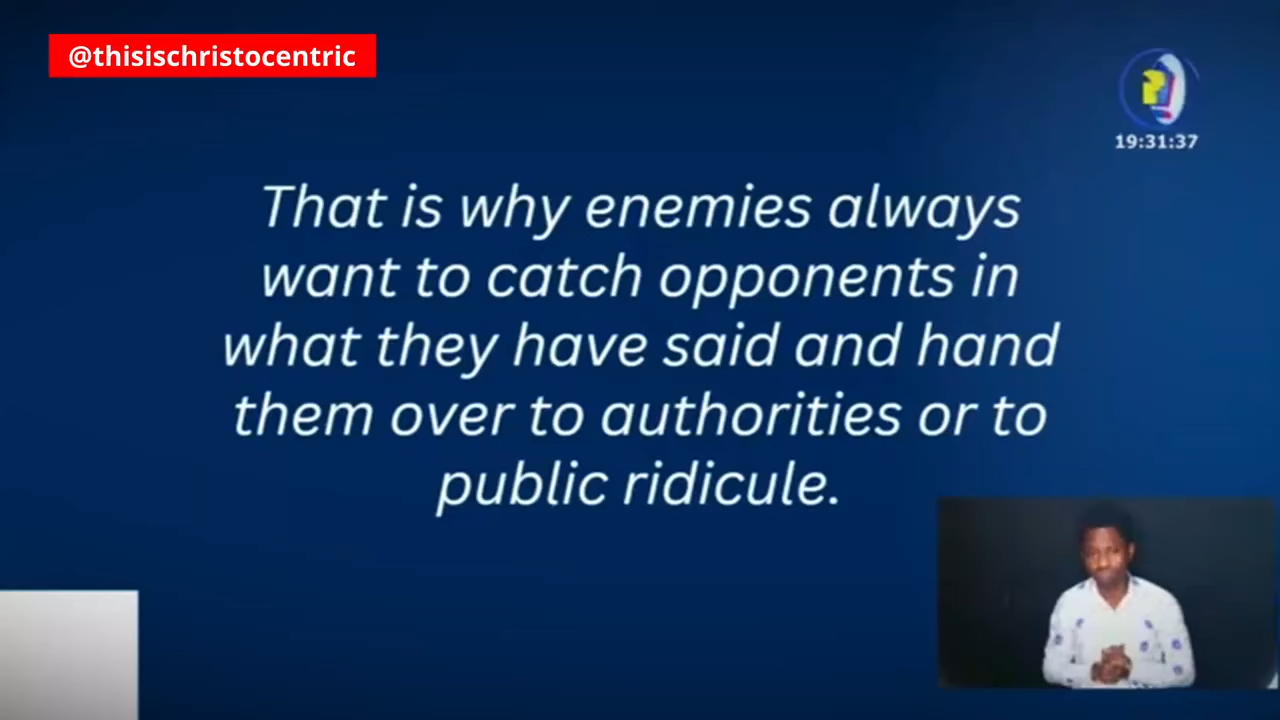 @thisischristocentric
19:31:37
That is why enemies always
want to catch opponents in
what they have said and hand
them over to authorities or to
public ridicule.